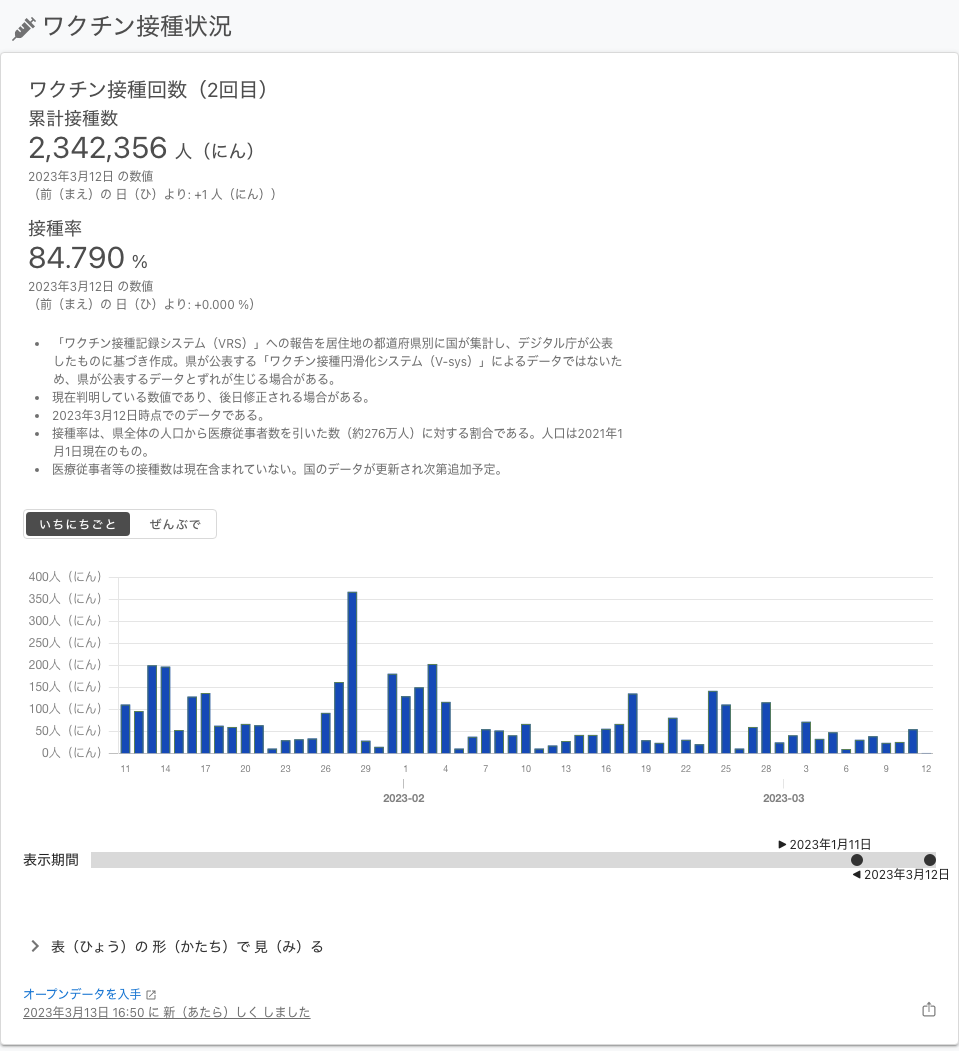 ワクチン接種状況
ワクチン接種回数（2回目）
累計接種数
2,342,356 人（にん）
2023年3月12日 の数値
（前（まえ）の 日（ひ）より: +1 人（にん））
接種率
84.790 %
2023年3月12日 の数値
（前（まえ）の 日（ひ）より: +0.000 %）
• 「ワクチン接種記録システム（VRS）」への報告を居住地の都道府県別に国が集計し、デジタル庁が公表
したものに基づき作成。県が公表する「ワクチン接種円滑化システム（V-sys）」によるデータではないた
め、県が公表するデータとずれが生じる場合がある。
• 現在判明している数値であり、後日修正される場合がある。
• 2023年3月12日時点でのデータである。
• 接種率は、県全体の人口から医療従事者数を引いた数（約276万人）に対する割合である。人口は2021年1
月1日現在のもの。
• 医療従事者等の接種数は現在含まれていない。国のデータが更新され次第追加予定。
いちにちごと ぜんぶで
400人（にん）
350人（にん）
300人（にん）
250人（にん）
200人（にん）
150人（にん）
100人（にん）
50人（にん）
0人（にん）
11 14 17 20 23 26 29 1 4 7 10 13 16 19 22 25 28 3 6 9 12
2023-02 2023-03
▶ 2023年1月11日
表示期間
◀ 2023年3月12日
表（ひょう）の 形（かたち）で 見（み）る
オープンデータを入手
2023年3月13日 16:50 に 新（あたら）しく しました